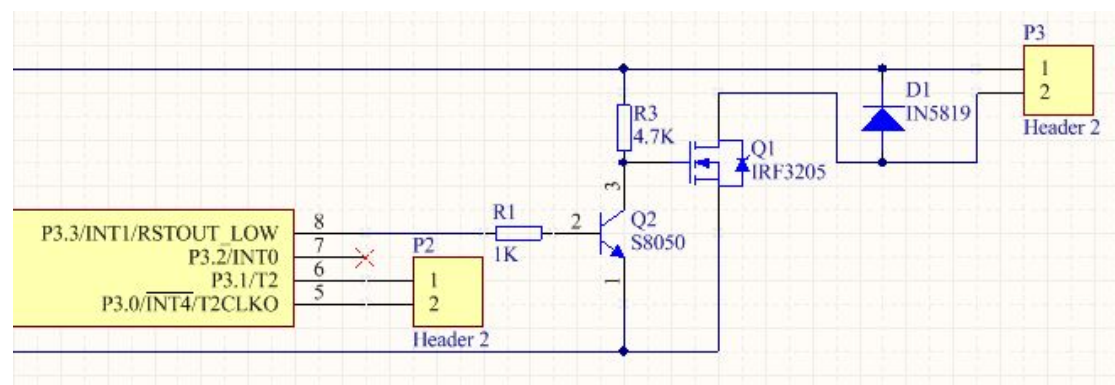 P3
1
2
Header 2
D1
IN5819
R3
4.7K
Q1
IRF3205
3
R1
2
Q2
S8050
1K
1
P3.3/INT1/RSTOUT_LOW
8
P3.2/INT0
7
P3.1/T2
6
P3.0/INT4/T2CLKO
5
P2
1
2
Header 2